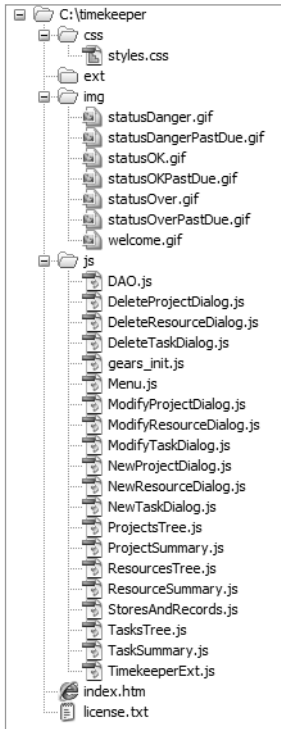 C:\timekeeper
css
styles.css
ext
img
statusDanger.gif
statusDangerPastDue.gif
statusOK.gif
statusOKPastDue.gif
statusOver.gif
statusOverPastDue.gif
welcome.gif
js
DAO.js
DeleteProjectDialog.js
DeleteResourceDialog.js
DeleteTaskDialog.js
gears_init.js
Menu.js
ModifyProjectDialog.js
ModifyResourceDialog.js
ModifyTaskDialog.js
NewProjectDialog.js
NewResourceDialog.js
NewTaskDialog.js
ProjectsTree.js
ProjectSummary.js
ResourcesTree.js
ResourceSummary.js
StoresAndRecords.js
TasksTree.js
TaskSummary.js
TimekeeperExt.js
index.htm
license.txt